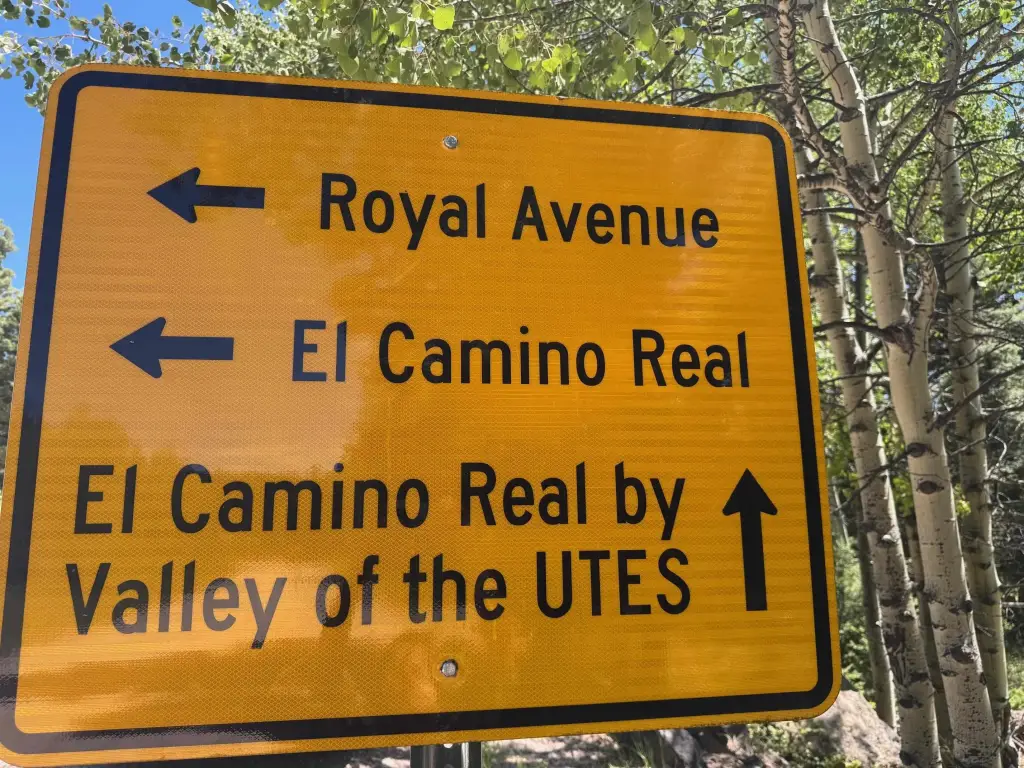 Royal Avenue
El Camino Real
El Camino Real by
Valley of the UTES